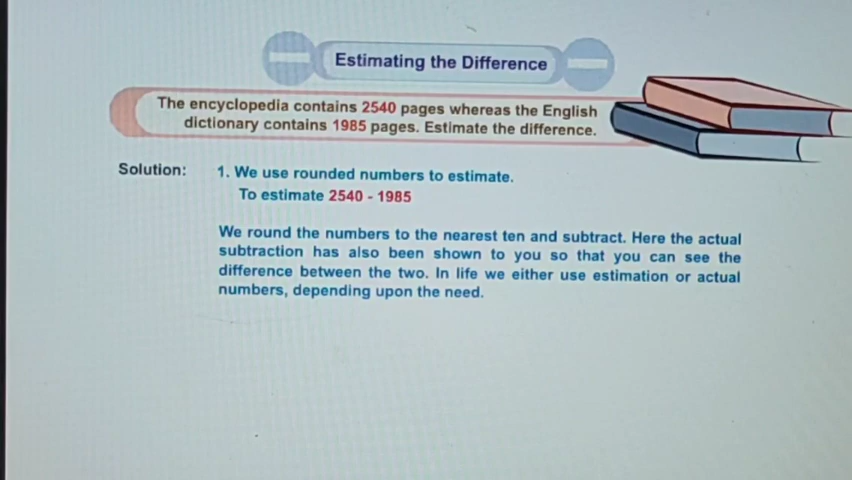 Estimating the Difference
The encyclopedia contains 2540 pages whereas the English
dictionary contains 1985 pages. Estimate the difference.
Solution: 1. We use rounded numbers to estimate.
To estimate 2540 - 1985
We round the numbers to the nearest ten and subtract. Here the actual
subtraction has also been shown to you so that you can see the
difference between the two. In life we either use estimation or actual
numbers, depending upon the need.